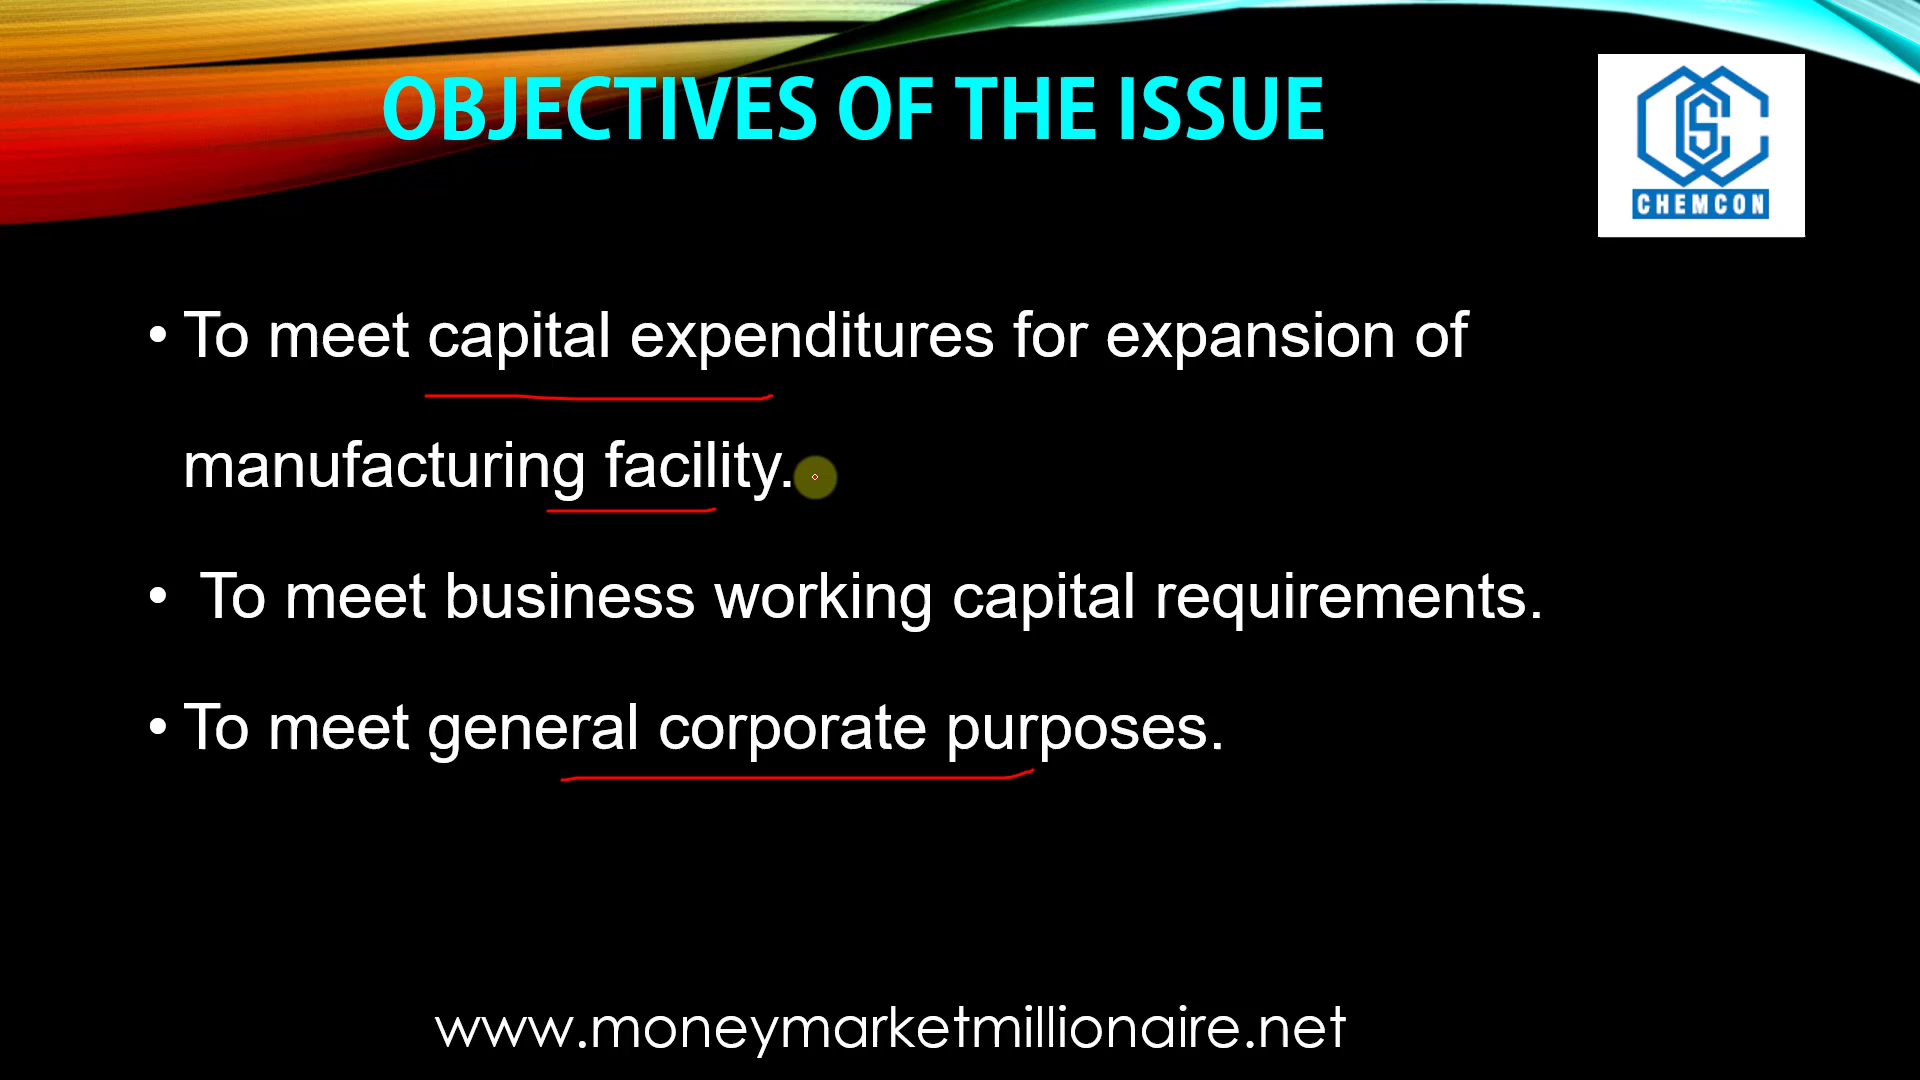 OBJECTIVES OF THE ISSUE
CSC
CHEMCON
• To meet capital expenditures for expansion of
manufacturing facility.
• To meet business working capital requirements.
• To meet general corporate purposes.
www.moneymarketmillionaire.net